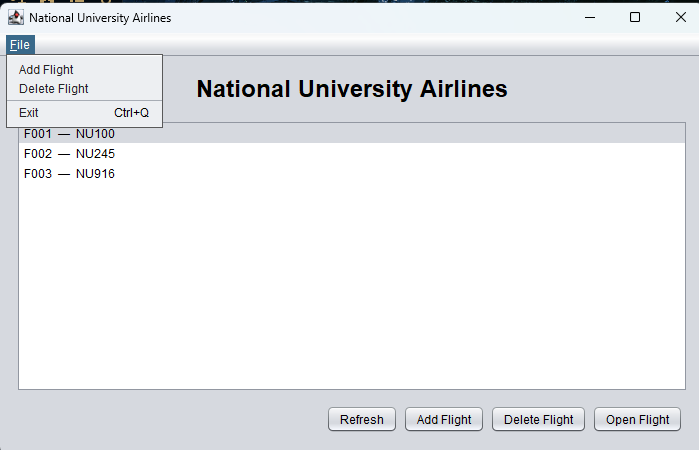 National University Airlines
File
Add Flight
Delete Flight
Exit Ctrl+Q
National University Airlines
F001 — NU100
F002 — NU245
F003 — NU916
Refresh Add Flight Delete Flight Open Flight